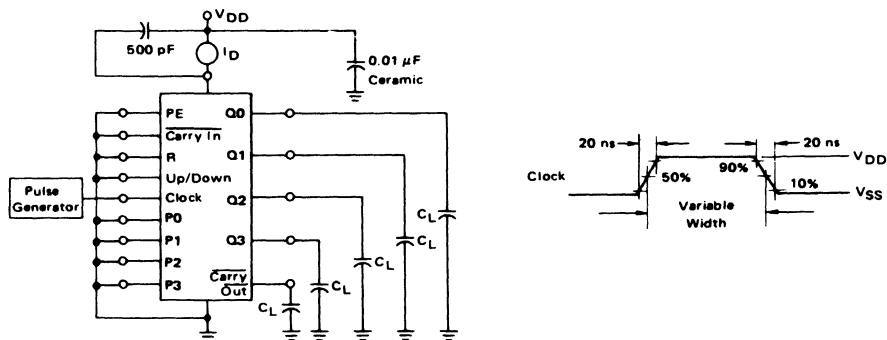 VDD
500 pF
ID
0.01 μF
Ceramic
PE
Q0
Carry In
R
Q1
Up/Down
Pulse
Generator
Clock
Q2
P0
P1
Q3
P2
P3
Carry
Out
CL
CL
CL
CL
CL
20 ns
20 ns
90%
VDD
Clock
50%
10%
VSS
Variable
Width